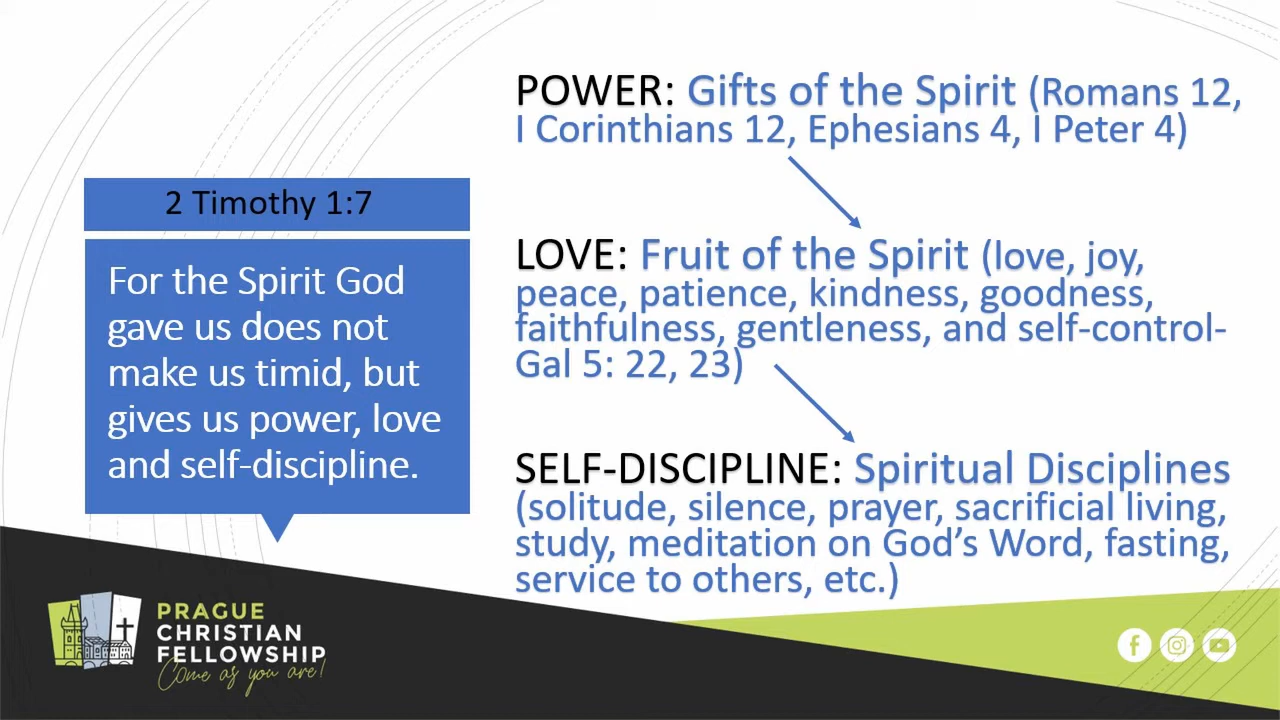 2 Timothy 1:7
For the Spirit God
gave us does not
make us timid, but
gives us power, love
and self-discipline.
POWER: Gifts of the Spirit (Romans 12,
I Corinthians 12, Ephesians 4, I Peter 4)
LOVE: Fruit of the Spirit (love, joy,
peace, patience, kindness, goodness,
faithfulness, gentleness, and self-control-
Gal 5: 22, 23)
SELF-DISCIPLINE: Spiritual Disciplines
(solitude, silence, prayer, sacrificial living,
study, meditation on God’s Word, fasting,
service to others, etc.)
PRAGUE
CHRISTIAN
FELLOWSHIP
Come as you are!